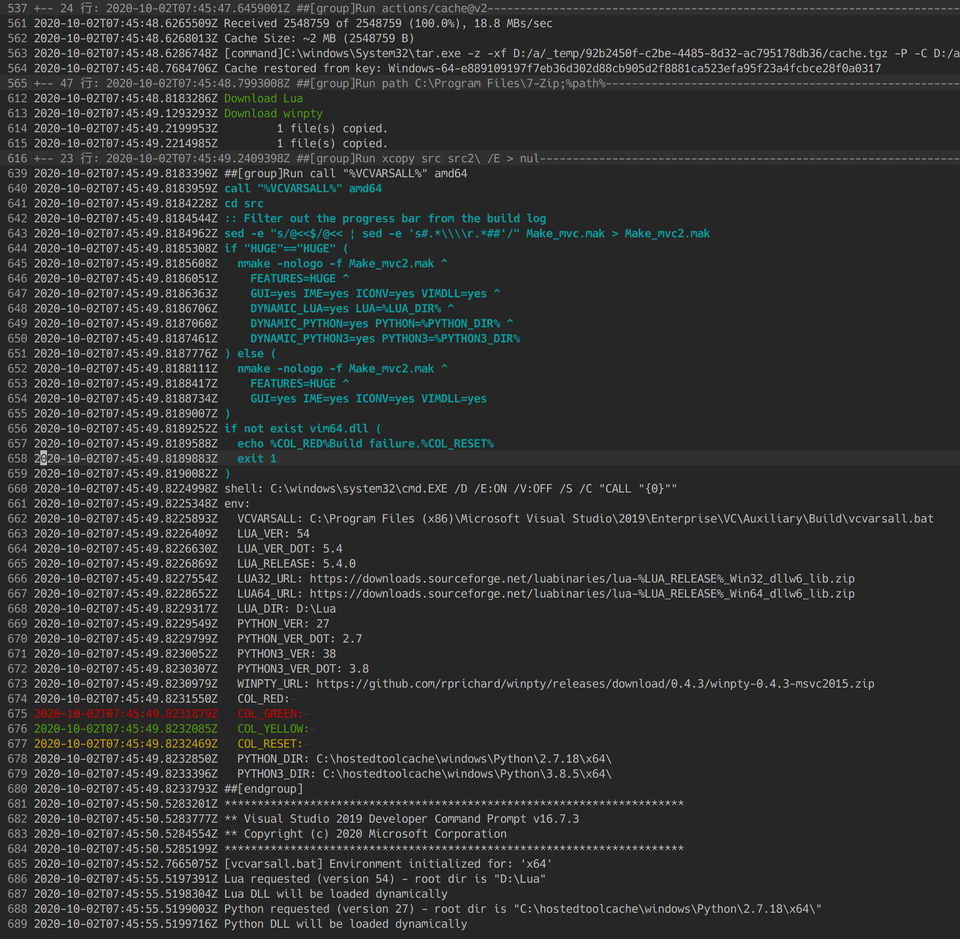 537 +-- 24 行: 2020-10-02T07:45:47.6459001Z ##[group]Run actions/cache@v2
561 2020-10-02T07:45:48.6265509Z Received 2548759 of 2548759 (100.0%), 18.8 MBs/sec
562 2020-10-02T07:45:48.6268013Z Cache Size: ~2 MB (2548759 B)
563 2020-10-02T07:45:48.6286748Z [command]C:\windows\System32\tar.exe -z -xf D:/a/_temp/92b2450f-c2be-4485-8d32-ac795178db36/cache.tgz -P -C D:/a
564 2020-10-02T07:45:48.7684706Z Cache restored from key: Windows-64-e889109197f7eb36d302d88cb905d2f8881ca523efa95f23a4fcbce28f0a0317
565 +-- 47 行: 2020-10-02T07:45:48.7993008Z ##[group]Run path C:\Program Files\7-Zip;%path%
612 2020-10-02T07:45:48.8183286Z Download Lua
613 2020-10-02T07:45:49.1293293Z Download winpty
614 2020-10-02T07:45:49.2199953Z         1 file(s) copied.
615 2020-10-02T07:45:49.2214985Z         1 file(s) copied.
616 +-- 23 行: 2020-10-02T07:45:49.2409398Z ##[group]Run xcopy src src2\ /E > nul
639 2020-10-02T07:45:49.8183390Z ##[group]Run call "%VCVARSALL%" amd64
640 2020-10-02T07:45:49.8183959Z call "%VCVARSALL%" amd64
641 2020-10-02T07:45:49.8184228Z cd src
642 2020-10-02T07:45:49.8184544Z :: Filter out the progress bar from the build log
643 2020-10-02T07:45:49.8184962Z sed -e "s/@<<$/@<< | sed -e 's#.*\\\\r.*##'/" Make_mvc.mak > Make_mvc2.mak
644 2020-10-02T07:45:49.8185308Z if "HUGE"=="HUGE" (
645 2020-10-02T07:45:49.8185608Z   nmake -nologo -f Make_mvc2.mak ^
646 2020-10-02T07:45:49.8186051Z     FEATURES=HUGE ^
647 2020-10-02T07:45:49.8186363Z     GUI=yes IME=yes ICONV=yes VIMDLL=yes ^
648 2020-10-02T07:45:49.8186706Z     DYNAMIC_LUA=yes LUA=%LUA_DIR% ^
649 2020-10-02T07:45:49.8187060Z     DYNAMIC_PYTHON=yes PYTHON=%PYTHON_DIR% ^
650 2020-10-02T07:45:49.8187461Z     DYNAMIC_PYTHON3=yes PYTHON3=%PYTHON3_DIR%
651 2020-10-02T07:45:49.8187776Z ) else (
652 2020-10-02T07:45:49.8188111Z   nmake -nologo -f Make_mvc2.mak ^
653 2020-10-02T07:45:49.8188417Z     FEATURES=HUGE ^
654 2020-10-02T07:45:49.8188734Z     GUI=yes IME=yes ICONV=yes VIMDLL=yes
655 2020-10-02T07:45:49.8189007Z )
656 2020-10-02T07:45:49.8189252Z if not exist vim64.dll (
657 2020-10-02T07:45:49.8189588Z   echo %COL_RED%Build failure.%COL_RESET%
658 2020-10-02T07:45:49.8189883Z   exit 1
659 2020-10-02T07:45:49.8190082Z )
660 2020-10-02T07:45:49.8224998Z shell: C:\windows\system32\cmd.EXE /D /E:ON /V:OFF /S /C "CALL "{0}""
661 2020-10-02T07:45:49.8225348Z env:
662 2020-10-02T07:45:49.8225893Z   VCVARSALL: C:\Program Files (x86)\Microsoft Visual Studio\2019\Enterprise\VC\Auxiliary\Build\vcvarsall.bat
663 2020-10-02T07:45:49.8226409Z   LUA_VER: 54
664 2020-10-02T07:45:49.8226630Z   LUA_VER_DOT: 5.4
665 2020-10-02T07:45:49.8226869Z   LUA_RELEASE: 5.4.0
666 2020-10-02T07:45:49.8227554Z   LUA32_URL: https://downloads.sourceforge.net/luabinaries/lua-%LUA_RELEASE%_Win32_dllw6_lib.zip
667 2020-10-02T07:45:49.8228652Z   LUA64_URL: https://downloads.sourceforge.net/luabinaries/lua-%LUA_RELEASE%_Win64_dllw6_lib.zip
668 2020-10-02T07:45:49.8229317Z   LUA_DIR: D:\Lua
669 2020-10-02T07:45:49.8229549Z   PYTHON_VER: 27
670 2020-10-02T07:45:49.8229799Z   PYTHON_VER_DOT: 2.7
671 2020-10-02T07:45:49.8230052Z   PYTHON3_VER: 38
672 2020-10-02T07:45:49.8230307Z   PYTHON3_VER_DOT: 3.8
673 2020-10-02T07:45:49.8230979Z   WINPTY_URL: https://github.com/rprichard/winpty/releases/download/0.4.3/winpty-0.4.3-msvc2015.zip
674 2020-10-02T07:45:49.8231550Z   COL_RED:
675 2020-10-02T07:45:49.8231879Z   COL_GREEN:
676 2020-10-02T07:45:49.8232085Z   COL_YELLOW:
677 2020-10-02T07:45:49.8232469Z   COL_RESET:
678 2020-10-02T07:45:49.8232850Z   PYTHON_DIR: C:\hostedtoolcache\windows\Python\2.7.18\x64\
679 2020-10-02T07:45:49.8233396Z   PYTHON3_DIR: C:\hostedtoolcache\windows\Python\3.8.5\x64\
680 2020-10-02T07:45:49.8233793Z ##[endgroup]
681 2020-10-02T07:45:50.5283201Z **********************************************************************
682 2020-10-02T07:45:50.5283777Z ** Visual Studio 2019 Developer Command Prompt v16.7.3
683 2020-10-02T07:45:50.5284554Z ** Copyright (c) 2020 Microsoft Corporation
684 2020-10-02T07:45:50.5285199Z **********************************************************************
685 2020-10-02T07:45:52.7665075Z [vcvarsall.bat] Environment initialized for: 'x64'
686 2020-10-02T07:45:55.5197391Z Lua requested (version 54) - root dir is "D:\Lua"
687 2020-10-02T07:45:55.5198304Z Lua DLL will be loaded dynamically
688 2020-10-02T07:45:55.5199003Z Python requested (version 27) - root dir is "C:\hostedtoolcache\windows\Python\2.7.18\x64\"
689 2020-10-02T07:45:55.5199716Z Python DLL will be loaded dynamically